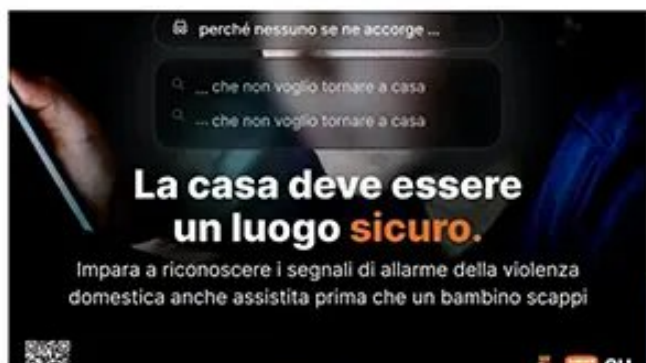 perché nessuno se ne accorge ...
... che non voglio tornare a casa
... che non voglio tornare a casa
La casa deve essere
un luogo sicuro.
Impara a riconoscere i segnali di allarme della violenza
domestica anche assistita prima che un bambino scappi